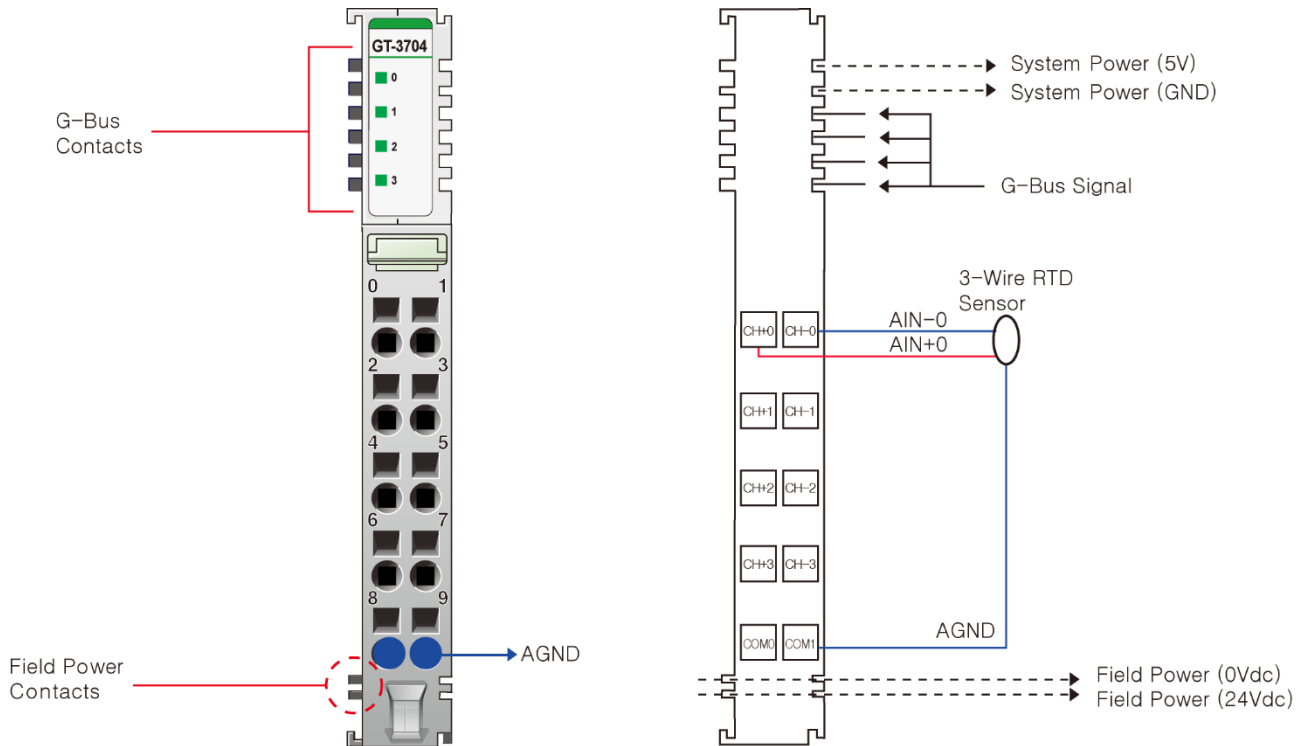 GT-3704
0
1
2
3
G-Bus
Contacts
0 1
2 3
4 5
6 7
8 9
AGND
Field Power
Contacts
System Power (5V)
System Power (GND)
G-Bus Signal
3-Wire RTD
Sensor
CH+0 CH-0
AIN-0
AIN+0
CH+1 CH-1
CH+2 CH-2
CH+3 CH-3
COM0 COM1
AGND
Field Power (0Vdc)
Field Power (24Vdc)